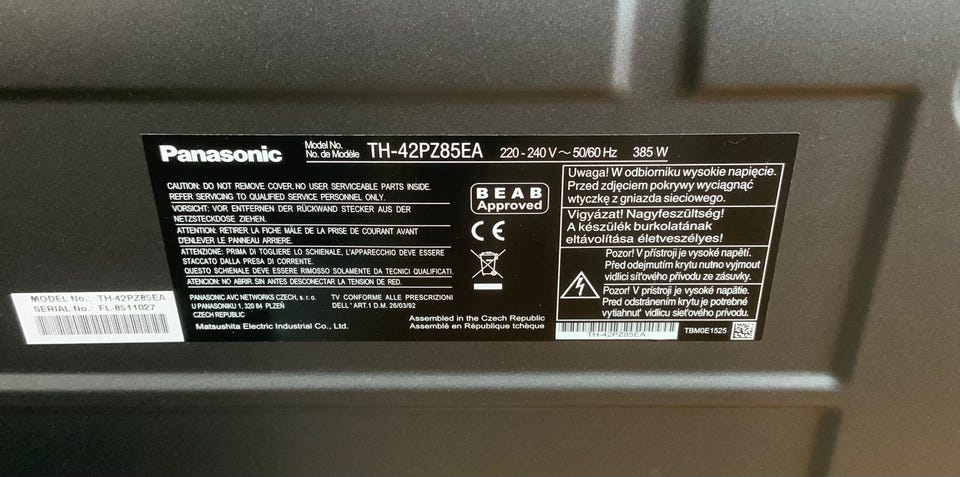 Panasonic
Model No.
No. de Modèle
TH-42PZ85EA
220 - 240 V ~ 50/60 Hz
385 W
CAUTION: DO NOT REMOVE COVER. NO USER SERVICEABLE PARTS INSIDE.
REFER SERVICING TO QUALIFIED SERVICE PERSONNEL ONLY.
VORSICHT: VOR ENTFERNEN DER RÜCKWAND STECKER AUS DER
NETZSTECKDOSE ZIEHEN.
ATTENTION: RETIRER LA FICHE MÂLE DE LA PRISE DE COURANT AVANT
D'ENLEVER LE PANNEAU ARRIERE.
ATTENZIONE: PRIMA DI TOGLIERE LO SCHIENALE, L'APPARECCHIO DEVE ESSERE
STACCATO DALLA PRESA DI CORRENTE.
QUESTO SCHIENALE DEVE ESSERE RIMOSSO SOLAMENTE DA TECNICI QUALIFICATI.
ATENCION: NO ABRIR. SIN ANTES DESCONECTAR LA TENSION DE RED.
PANASONIC AVC NETWORKS CZECH, s. r. o.
U PANASONIKU 1, 320 84 PLZEŇ
CZECH REPUBLIC
TV CONFORME ALLE PRESCRIZIONI
DELL' ART.1 D.M. 26/03/92
Matsushita Electric Industrial Co., Ltd.
Assembled in the Czech Republic
Assemblé en République tchèque
BEAB
Approved
CE
Uwaga! W odbiorniku wysokie napięcie.
Przed zdjęciem pokrywy wyciągnąć
wtyczkę z gniazda sieciowego.
Vigyázat! Nagyfeszültség!
A készülék burkolatának
eltávolítása életveszélyes!
Pozor! V přístroji je vysoké napětí.
Před odejmutím krytu nutno vyjmout
vidlici síťového přívodu ze zásuvky.
Pozor! V prístroji je vysoké napätie.
Pred odstránením krytu je potrebné
vytiahnuť vidlicu sieťového prívodu.
TH-42PZ85EA
TBM0E1525
MODEL No.: TH-42PZ85EA
SERIAL No.: FL-8511027